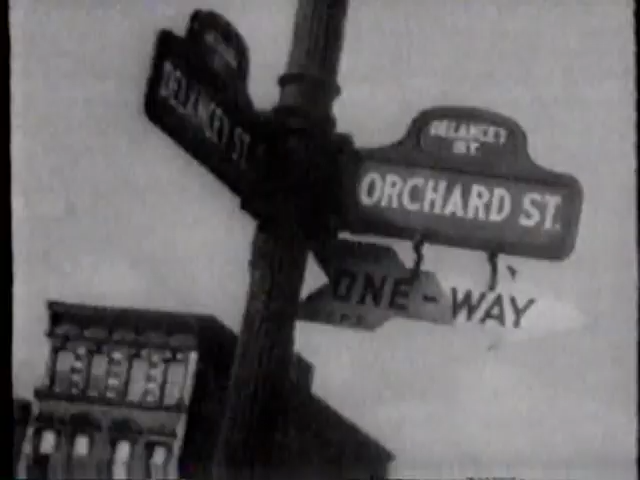 DELANCEY ST.
DELANCEY
ST.
ORCHARD ST.
ONE-WAY